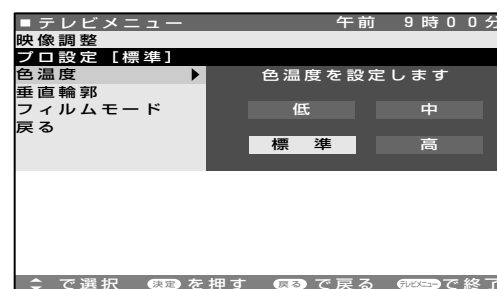 ■テレビメニュー 午前 9時00分
映像調整
プロ設定［標準］
色温度 ▶ 色温度を設定します
垂直輪郭
フィルムモード 低 中
戻る
標準 高
で選択 決定を押す 戻るで戻る テレビメニューで終了